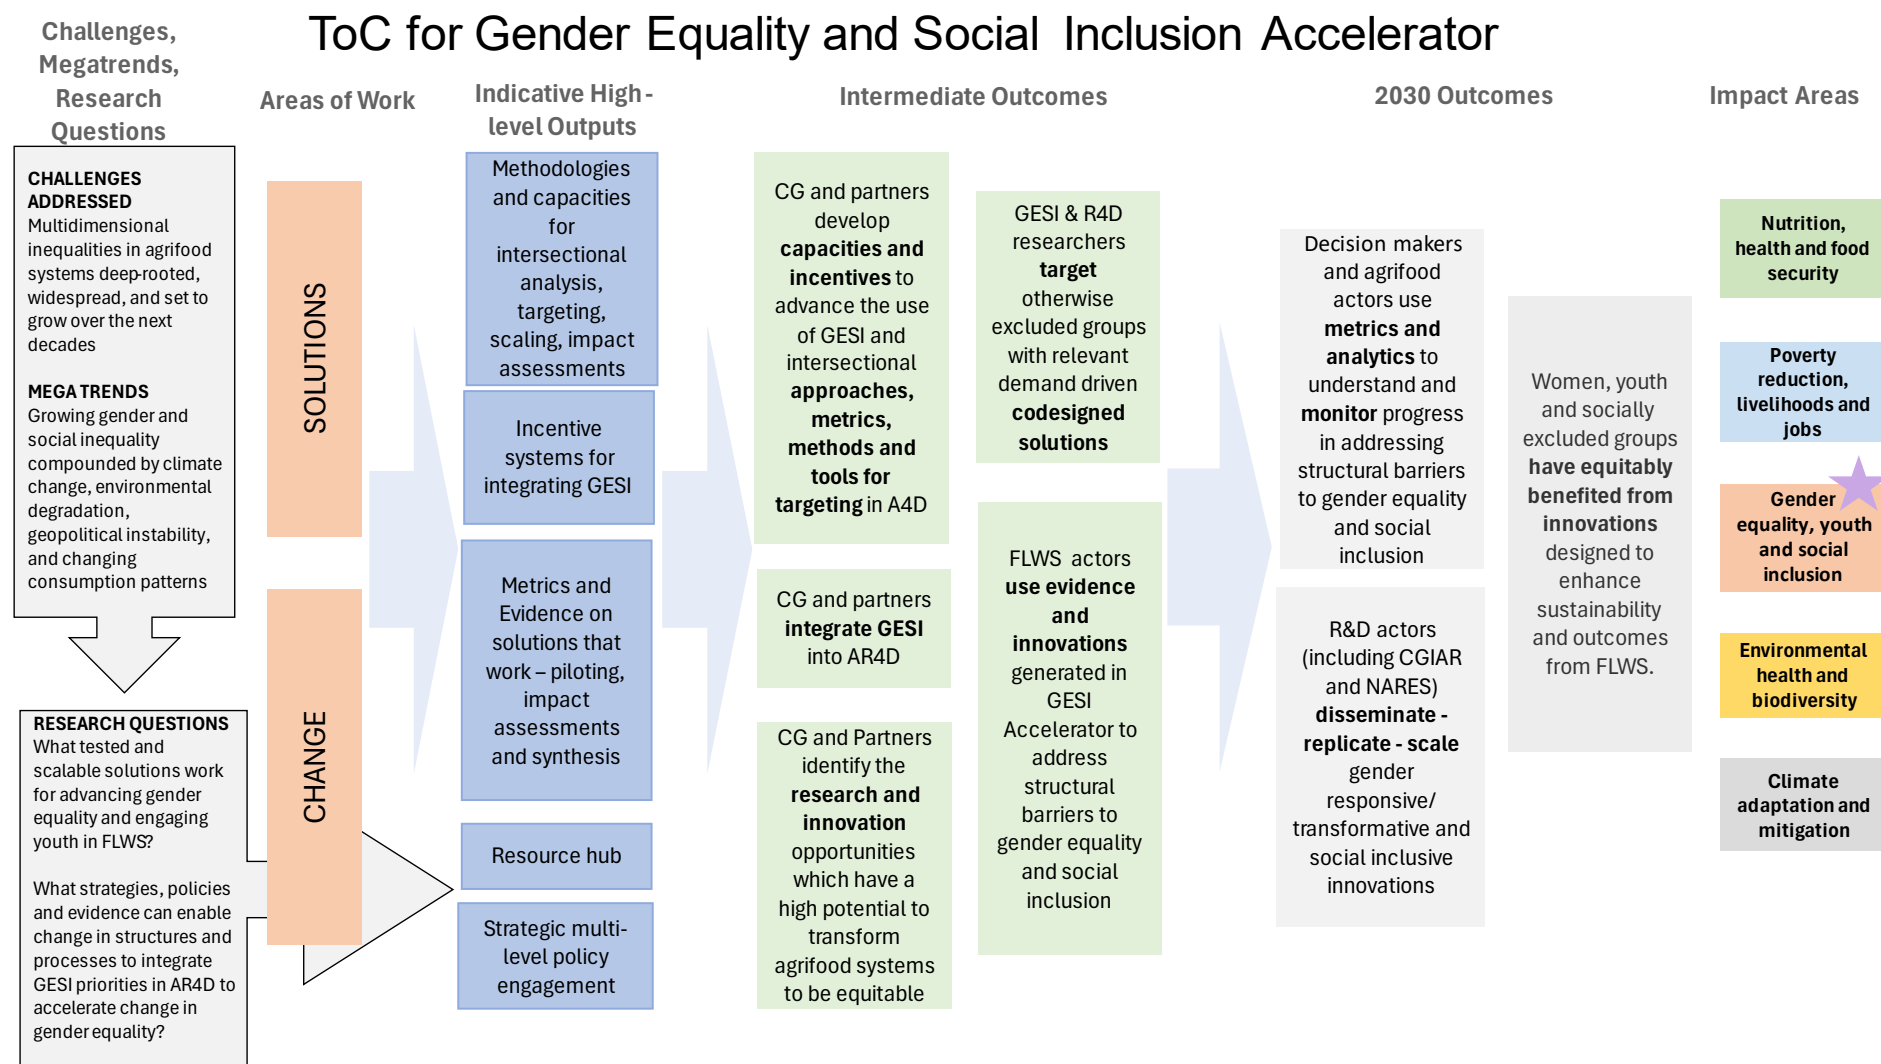 ToC for Gender Equality and Social Inclusion Accelerator
Challenges,
Megatrends,
Research
Questions
Areas of Work
Indicative High -
level Outputs
Intermediate Outcomes
2030 Outcomes
Impact Areas
CHALLENGES
ADDRESSED
Multidimensional
inequalities in agrifood
systems deep-rooted,
widespread, and set to
grow over the next
decades
MEGA TRENDS
Growing gender and
social inequality
compounded by climate
change, environmental
degradation,
geopolitical instability,
and changing
consumption patterns
RESEARCH QUESTIONS
What tested and
scalable solutions work
for advancing gender
equality and engaging
youth in FLWS?
What strategies, policies
and evidence can enable
change in structures and
processes to integrate
GESI priorities in AR4D to
accelerate change in
gender equality?
SOLUTIONS
CHANGE
Methodologies
and capacities
for
intersectional
analysis,
targeting,
scaling, impact
assessments
Incentive
systems for
integrating GESI
Metrics and
Evidence on
solutions that
work – piloting,
impact
assessments
and synthesis
Resource hub
Strategic multi-
level policy
engagement
CG and partners
develop
capacities and
incentives to
advance the use
of GESI and
intersectional
approaches,
metrics,
methods and
tools for
targeting in A4D
CG and partners
integrate GESI
into AR4D
CG and Partners
identify the
research and
innovation
opportunities
which have a
high potential to
transform
agrifood systems
to be equitable
GESI & R4D
researchers
target
otherwise
excluded groups
with relevant
demand driven
codesigned
solutions
FLWS actors
use evidence
and
innovations
generated in
GESI
Accelerator to
address
structural
barriers to
gender equality
and social
inclusion
Decision makers
and agrifood
actors use
metrics and
analytics to
understand and
monitor progress
in addressing
structural barriers
to gender equality
and social
inclusion
R&D actors
(including CGIAR
and NARES)
disseminate -
replicate - scale
gender
responsive/
transformative and
social inclusive
innovations
Women, youth
and socially
excluded groups
have equitably
benefited from
innovations
designed to
enhance
sustainability
and outcomes
from FLWS.
Nutrition,
health and food
security
Poverty
reduction,
livelihoods and
jobs
Gender
equality, youth
and social
inclusion
Environmental
health and
biodiversity
Climate
adaptation and
mitigation